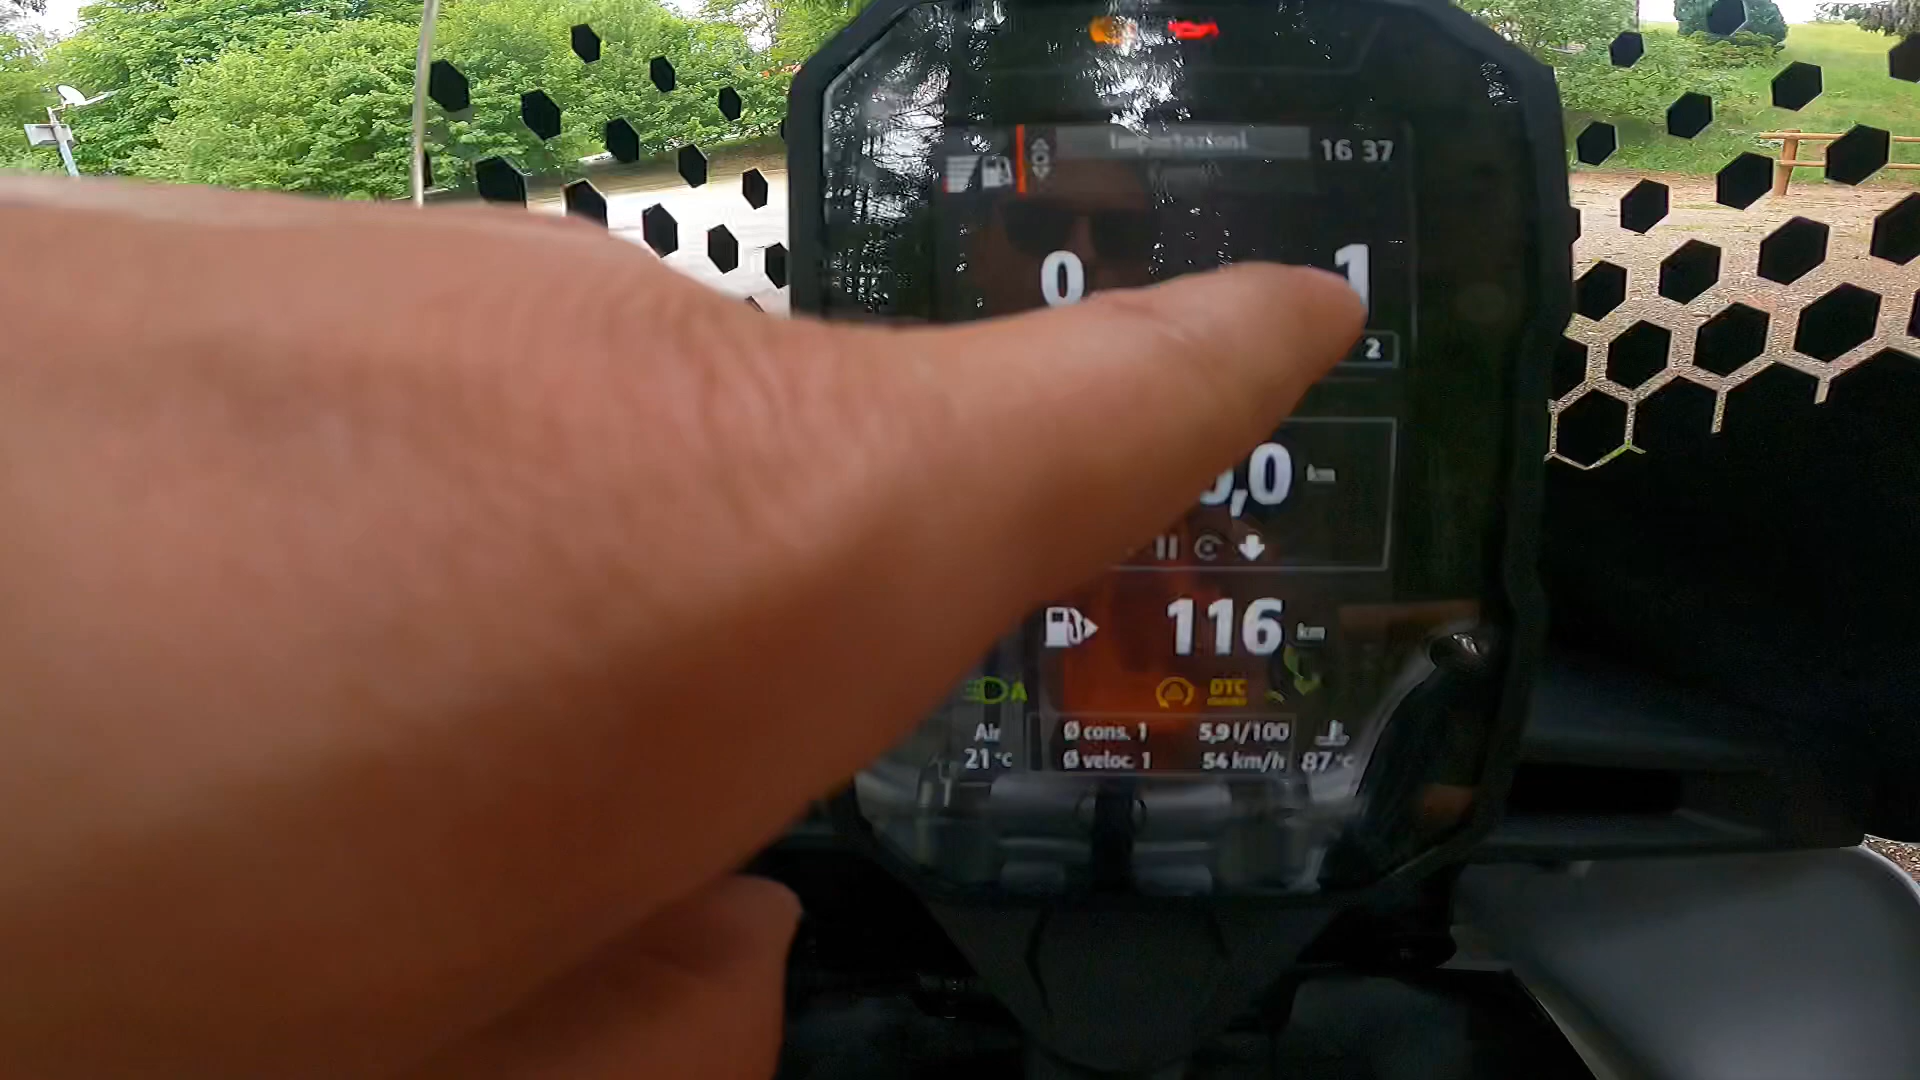 Impostazioni
16 37
0
1
2
,0 km
116 km
A
DTC
Air
21 °C
Ø cons. 1 5,9 l/100
Ø veloc. 1 54 km/h
87 °C